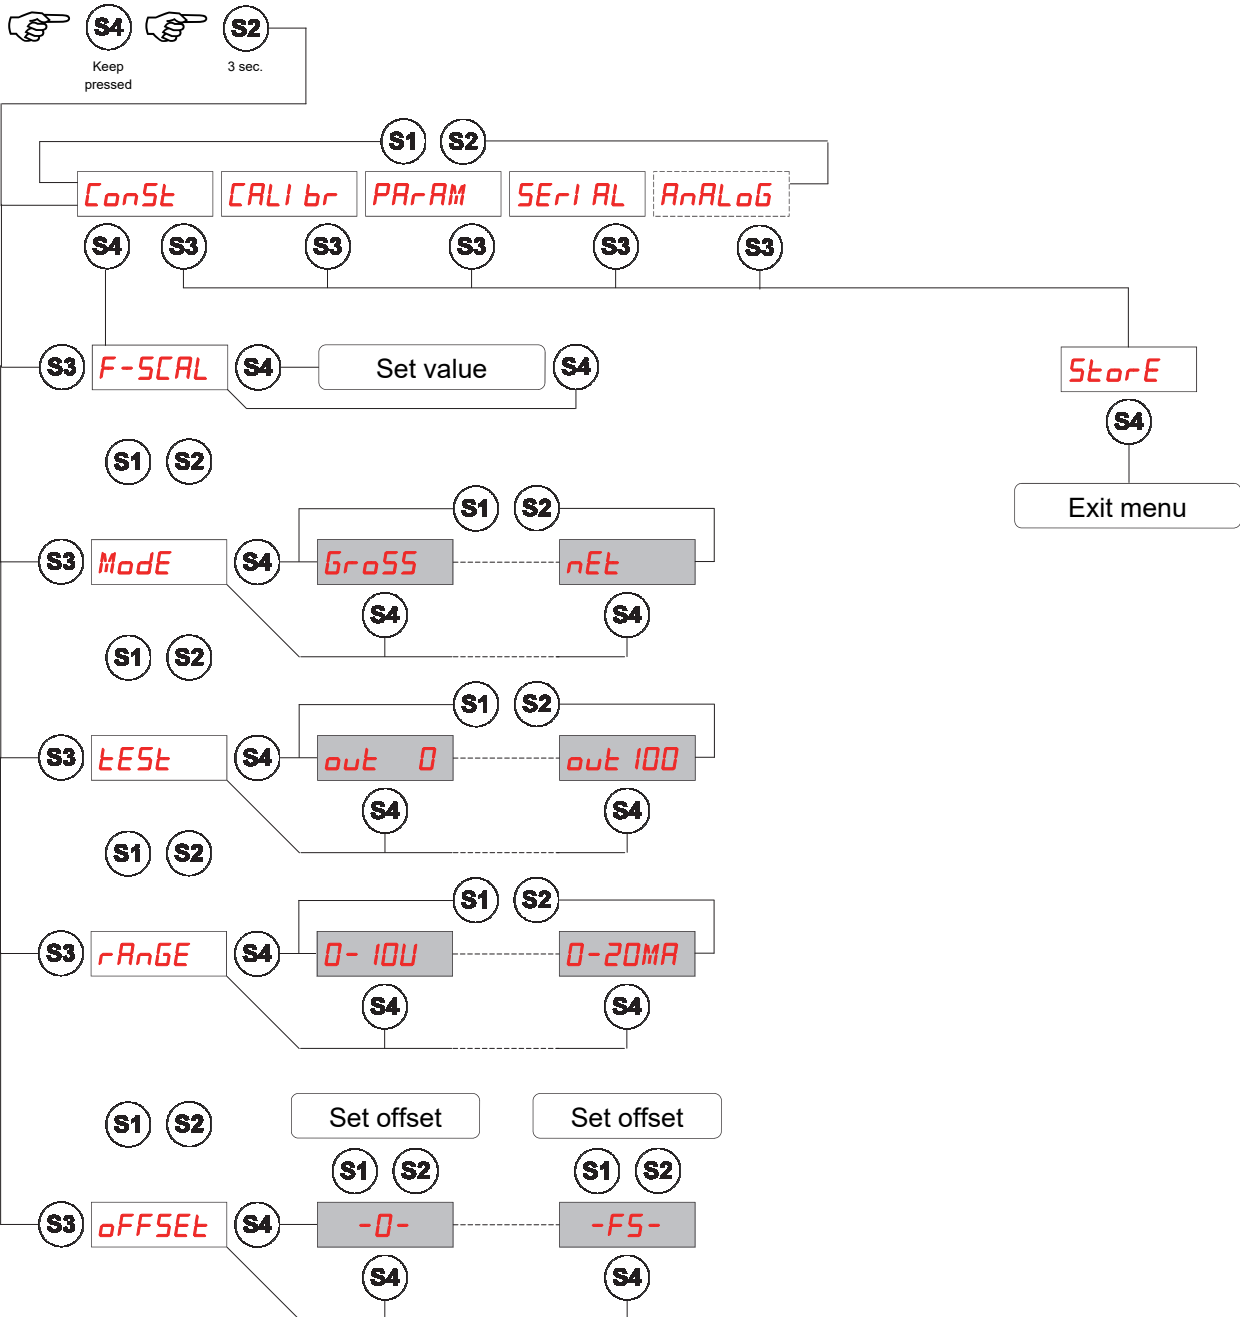 S4 S2
Keep pressed 3 sec.
S1 S2
ConSt CALIbr PArAM SErIAL AnALoG
S4 S3 S3 S3 S3 S3
S3 F-SCAL S4 Set value S4
StorE
S4
Exit menu
S1 S2
S1 S2
S3 ModE S4 GroSS nEt
S4 S4
S1 S2
S1 S2
S3 tESt S4 out 0 out 100
S4 S4
S1 S2
S1 S2
S3 rAnGE S4 0-10U 0-20MA
S4 S4
S1 S2
Set offset Set offset
S1 S2 S1 S2
S3 oFFSEt S4 -0- -FS-
S4 S4